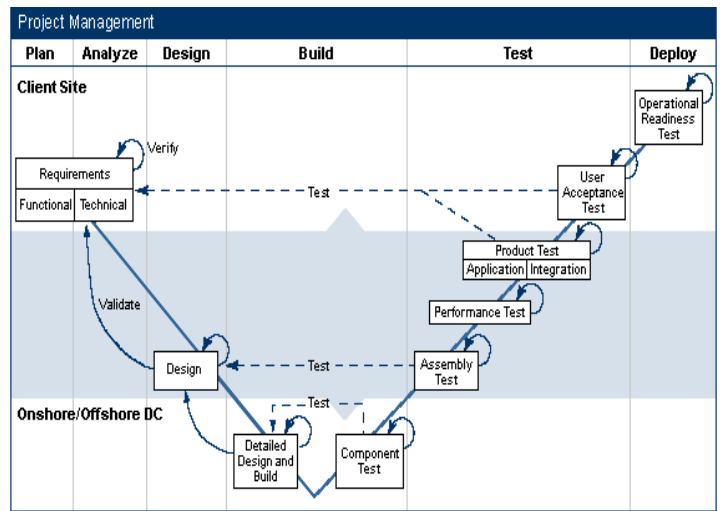 Project Management
Plan Analyze Design Build Test Deploy
Client Site
Operational
Readiness
Test
Verify
Requirements
Functional Technical
Test
User
Acceptance
Test
Product Test
Application Integration
Validate
Performance Test
Design
Test
Assembly
Test
Test
Onshore/Offshore DC
Detailed
Design and
Build
Component
Test